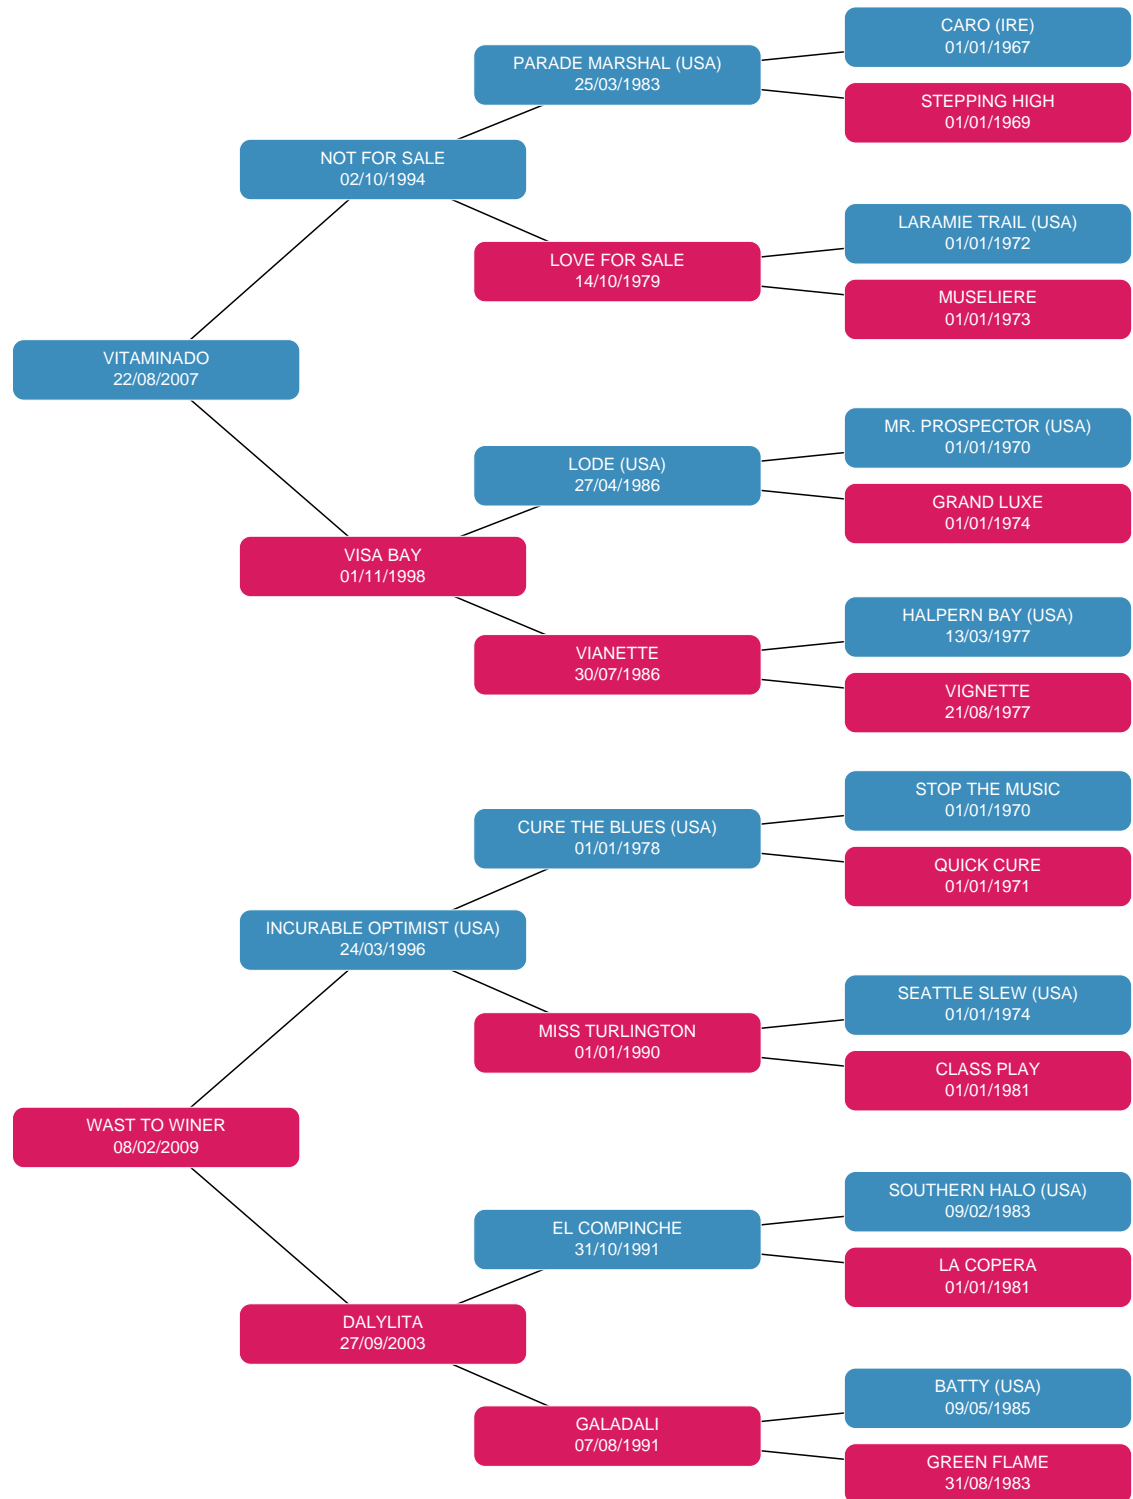 CARO (IRE)
01/01/1967
PARADE MARSHAL (USA)
25/03/1983
STEPPING HIGH
01/01/1969
NOT FOR SALE
02/10/1994
LARAMIE TRAIL (USA)
01/01/1972
LOVE FOR SALE
14/10/1979
MUSELIERE
01/01/1973
VITAMINADO
22/08/2007
MR. PROSPECTOR (USA)
01/01/1970
LODE (USA)
27/04/1986
GRAND LUXE
01/01/1974
VISA BAY
01/11/1998
HALPERN BAY (USA)
13/03/1977
VIANETTE
30/07/1986
VIGNETTE
21/08/1977
STOP THE MUSIC
01/01/1970
CURE THE BLUES (USA)
01/01/1978
QUICK CURE
01/01/1971
INCURABLE OPTIMIST (USA)
24/03/1996
SEATTLE SLEW (USA)
01/01/1974
MISS TURLINGTON
01/01/1990
CLASS PLAY
01/01/1981
WAST TO WINER
08/02/2009
SOUTHERN HALO (USA)
09/02/1983
EL COMPINCHE
31/10/1991
LA COPERA
01/01/1981
DALYLITA
27/09/2003
BATTY (USA)
09/05/1985
GALADALI
07/08/1991
GREEN FLAME
31/08/1983